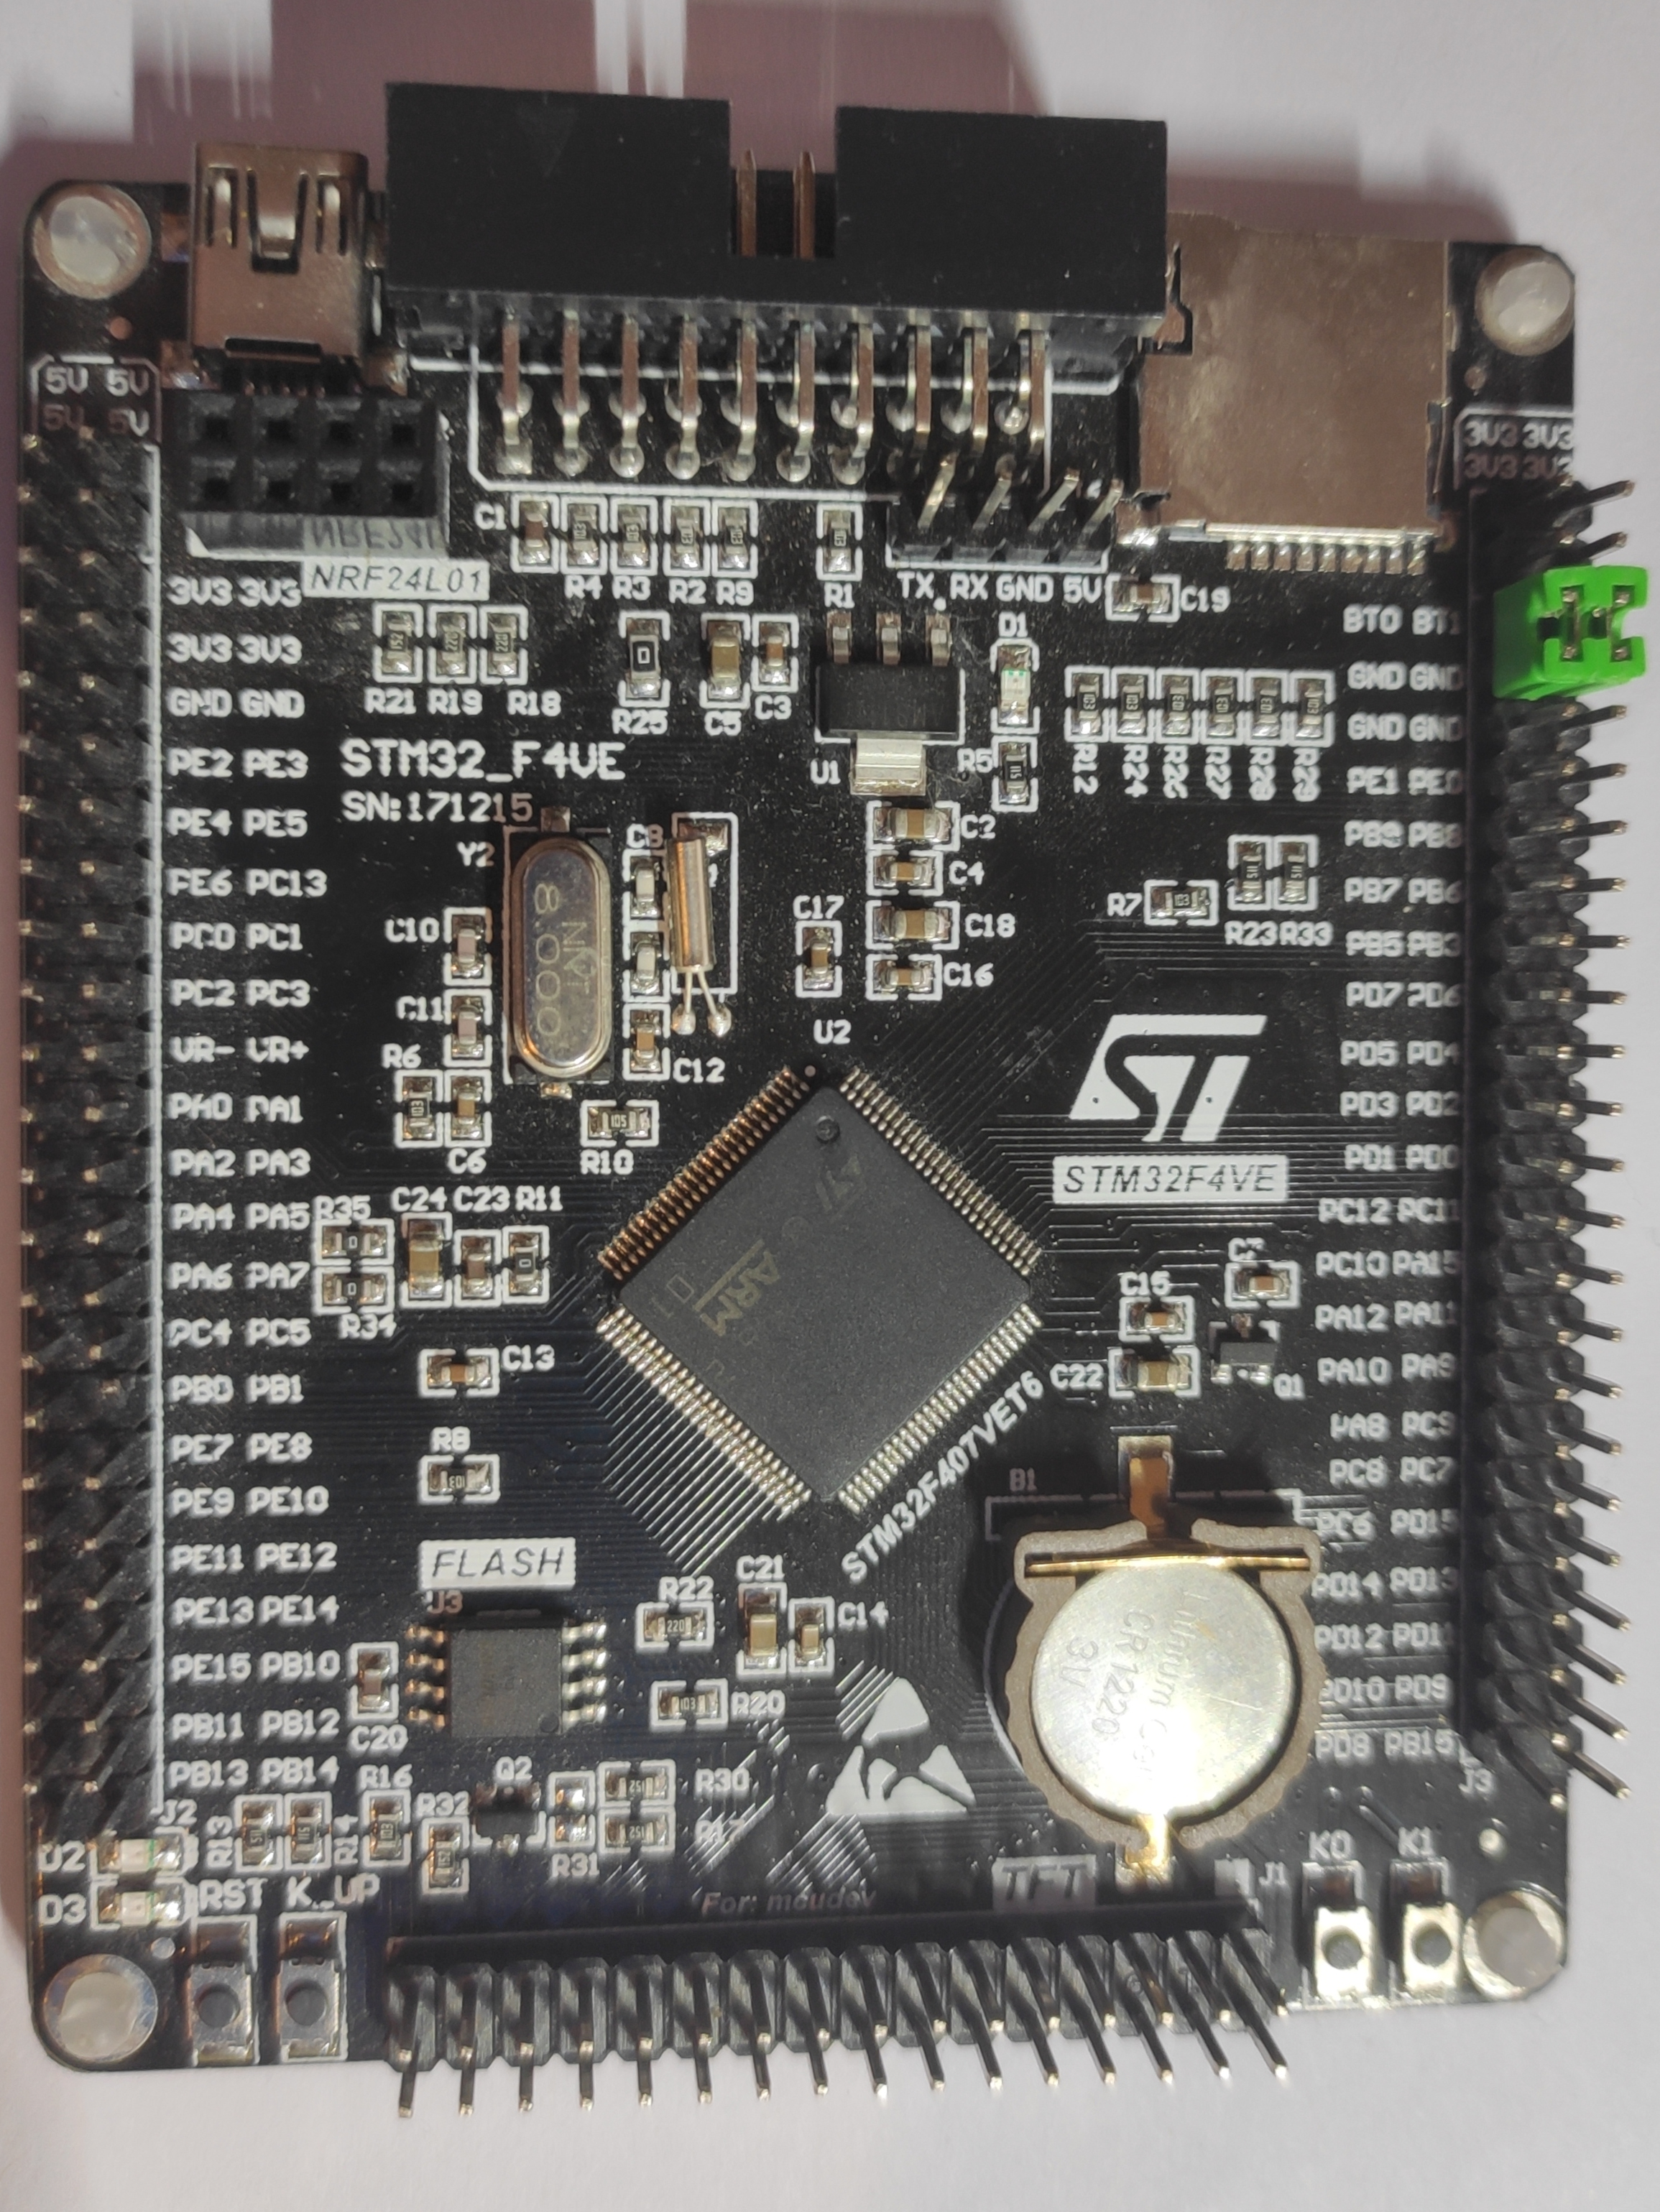 5V 5V
5V 5V
3V3 3V3
3V3 3V3
NRF24L01
C1
R4 R3 R2 R9
R1
TX RX GND 5V
C19
3V3 3V3
3V3 3V3
GND GND
PE2 PE3
PE4 PE5
PE6 PC13
PC0 PC1
PC2 PC3
VR- VR+
PA0 PA1
PA2 PA3
PA4 PA5
PA6 PA7
PC4 PC5
PB0 PB1
PE7 PE8
PE9 PE10
PE11 PE12
PE13 PE14
PE15 PB10
PB11 PB12
PB13 PB14
J2
R21 R19 R18
R25
C5
C3
D1
U1
R5
R12
R24
R26
R27
R28
R29
STM32_F4VE
SN:171215
Y2
8.0000
C8
C10
C11
R6
C6
R10
C12
C2
C4
C18
C16
C17
U2
R7
R23 R33
ST
STM32F4VE
R35
C24 C23 R11
R34
C13
R8
ARM
STM32F407VET6
C15
C22
Q1
B1
CR1220
3V
FLASH
C20
R22
220
C21
C14
R20
103
Q2
R16
R32
R13
R14
R31
R30
R17
D3
RST K_UP
For: mcudev
TFT
J1
K0 K1
BT0 BT1
GND GND
GND GND
PE1 PE0
PB9 PB8
PB7 PB6
PB5 PB3
PD7 PD6
PD5 PD4
PD3 PD2
PD1 PD0
PC12 PC11
PC10 PA15
PA12 PA11
PA10 PA9
PA8 PC9
PC8 PC7
PC6 PD15
PD14 PD13
PD12 PD11
PD10 PD9
PD8 PB15
J3